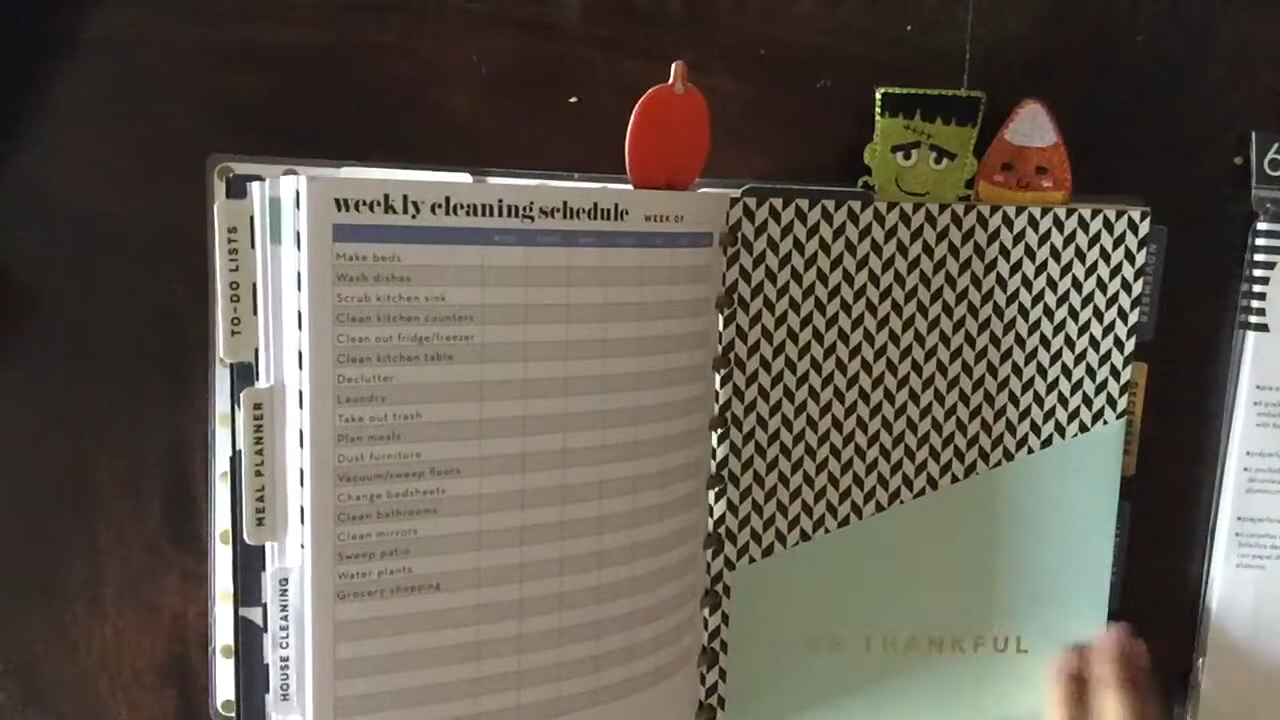 weekly cleaning schedule WEEK OF
Make beds
Wash dishes
Scrub kitchen sink
Clean kitchen counters
Clean out fridge/freezer
Clean kitchen table
Declutter
Laundry
Take out trash
Plan meals
Dust furniture
Vacuum/sweep floors
Change bedsheets
Clean bathrooms
Clean mirrors
Sweep patio
Water plants
Grocery shopping
TO-DO LISTS
MEAL PLANNER
HOUSE CLEANING
THANKFUL
NOVEMBER
DECEMBER
6